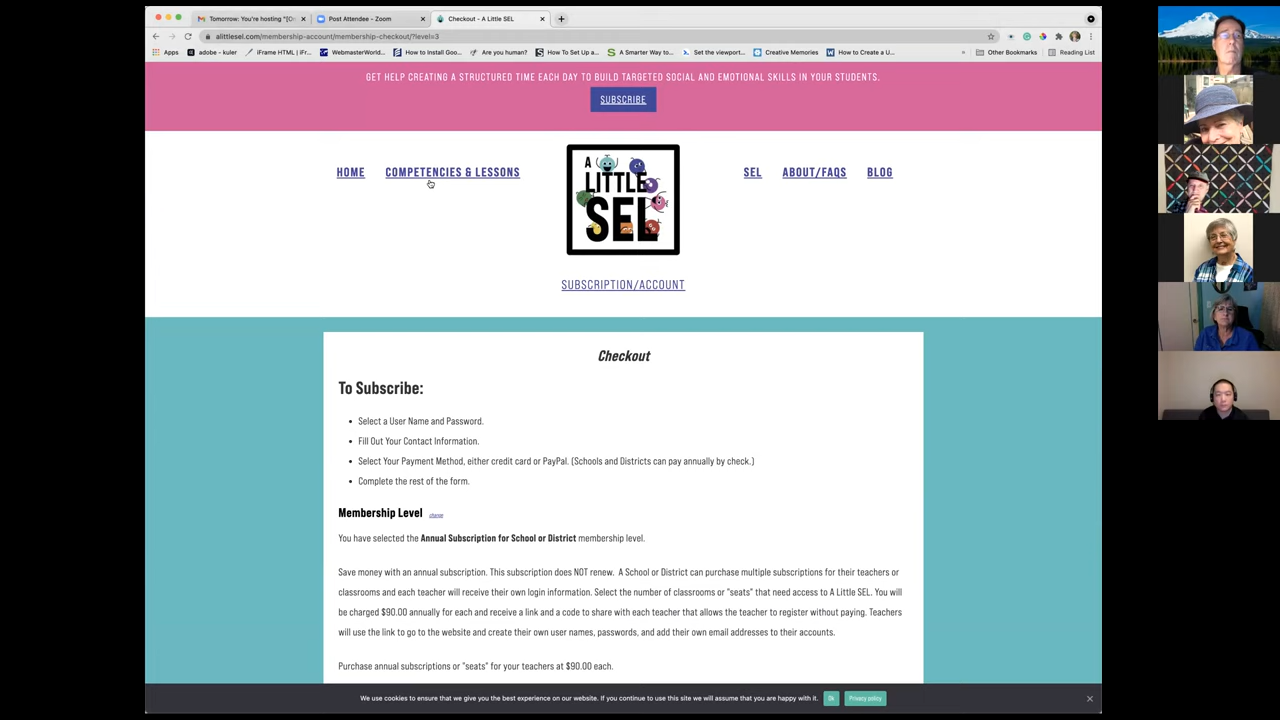 Tomorrow: You're hosting "[O
Post Attendee - Zoom
Checkout - A Little SEL
alittlesel.com/membership-account/membership-checkout/?level=3
Apps
adobe - kuler
iFrame HTML | iFr...
WebmasterWorld...
How to Install Goo...
Are you human?
How To Set Up a...
A Smarter Way to...
Set the viewport...
Creative Memories
How to Create a U...
»
Other Bookmarks
Reading List
GET HELP CREATING A STRUCTURED TIME EACH DAY TO BUILD TARGETED SOCIAL AND EMOTIONAL SKILLS IN YOUR STUDENTS.
SUBSCRIBE
HOME
COMPETENCIES & LESSONS
A
LITTLE
SEL
SEL
ABOUT/FAQS
BLOG
SUBSCRIPTION/ACCOUNT
Checkout
To Subscribe:
• Select a User Name and Password.
• Fill Out Your Contact Information.
• Select Your Payment Method, either credit card or PayPal. (Schools and Districts can pay annually by check.)
• Complete the rest of the form.
Membership Level change
You have selected the Annual Subscription for School or District membership level.
Save money with an annual subscription. This subscription does NOT renew. A School or District can purchase multiple subscriptions for their teachers or
classrooms and each teacher will receive their own login information. Select the number of classrooms or "seats" that need access to A Little SEL. You will
be charged $90.00 annually for each and receive a link and a code to share with each teacher that allows the teacher to register without paying. Teachers
will use the link to go to the website and create their own user names, passwords, and add their own email addresses to their accounts.
Purchase annual subscriptions or "seats" for your teachers at $90.00 each.
We use cookies to ensure that we give you the best experience on our website. If you continue to use this site we will assume that you are happy with it.
Ok
Privacy policy